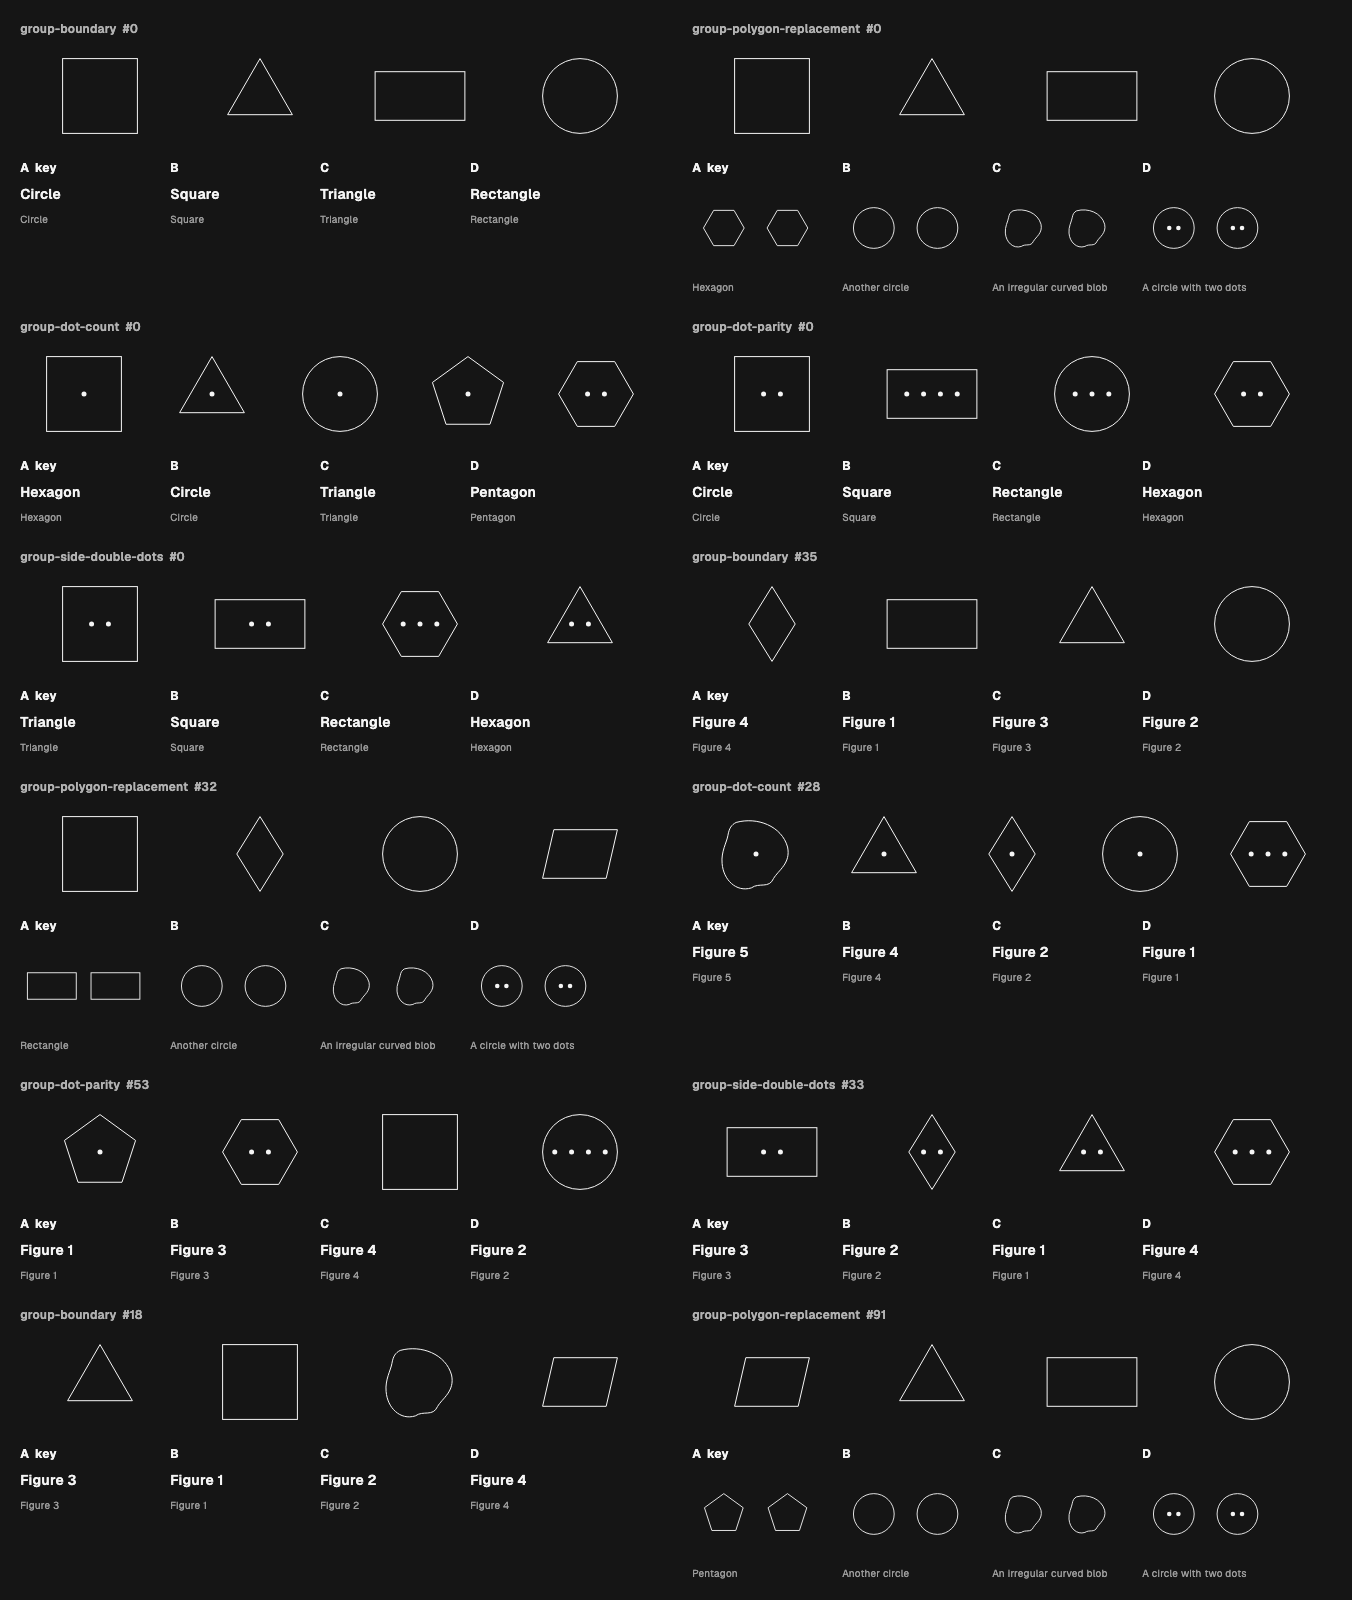 group-boundary #0
A key
B
C
D
Circle
Square
Triangle
Rectangle
Circle
Square
Triangle
Rectangle
group-polygon-replacement #0
A key
B
C
D
Hexagon
Another circle
An irregular curved blob
A circle with two dots
group-dot-count #0
A key
B
C
D
Hexagon
Circle
Triangle
Pentagon
Hexagon
Circle
Triangle
Pentagon
group-dot-parity #0
A key
B
C
D
Circle
Square
Rectangle
Hexagon
Circle
Square
Rectangle
Hexagon
group-side-double-dots #0
A key
B
C
D
Triangle
Square
Rectangle
Hexagon
Triangle
Square
Rectangle
Hexagon
group-boundary #35
A key
B
C
D
Figure 4
Figure 1
Figure 3
Figure 2
Figure 4
Figure 1
Figure 3
Figure 2
group-polygon-replacement #32
A key
B
C
D
Rectangle
Another circle
An irregular curved blob
A circle with two dots
group-dot-count #28
A key
B
C
D
Figure 5
Figure 4
Figure 2
Figure 1
Figure 5
Figure 4
Figure 2
Figure 1
group-dot-parity #53
A key
B
C
D
Figure 1
Figure 3
Figure 4
Figure 2
Figure 1
Figure 3
Figure 4
Figure 2
group-side-double-dots #33
A key
B
C
D
Figure 3
Figure 2
Figure 1
Figure 4
Figure 3
Figure 2
Figure 1
Figure 4
group-boundary #18
A key
B
C
D
Figure 3
Figure 1
Figure 2
Figure 4
Figure 3
Figure 1
Figure 2
Figure 4
group-polygon-replacement #91
A key
B
C
D
Pentagon
Another circle
An irregular curved blob
A circle with two dots